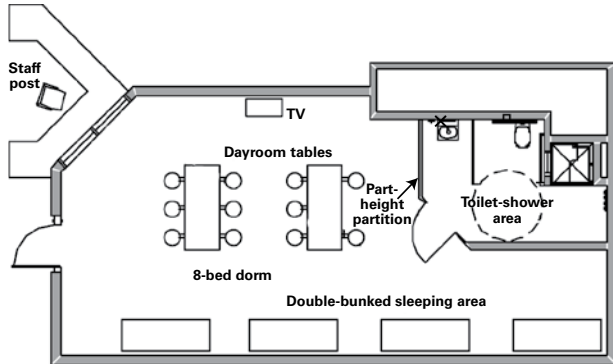 Staff
post
TV
Dayroom tables
Part-
height
partition
Toilet-shower
area
8-bed dorm
Double-bunked sleeping area